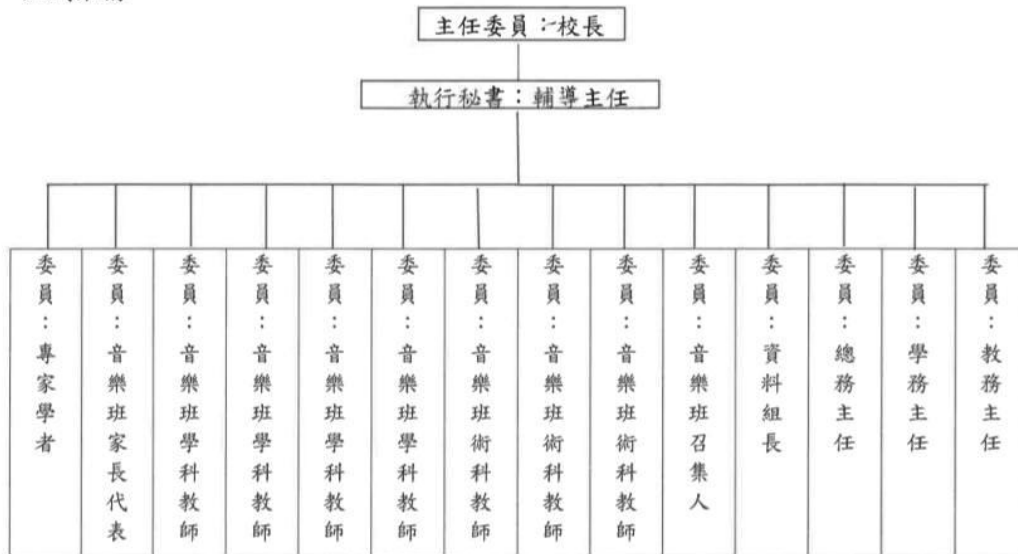 主任委員：校長
執行秘書：輔導主任
委員：專家學者
委員：音樂班家長代表
委員：音樂班學科教師
委員：音樂班學科教師
委員：音樂班學科教師
委員：音樂班學科教師
委員：音樂班術科教師
委員：音樂班術科教師
委員：音樂班術科教師
委員：音樂班召集人
委員：資料組長
委員：總務主任
委員：學務主任
委員：教務主任